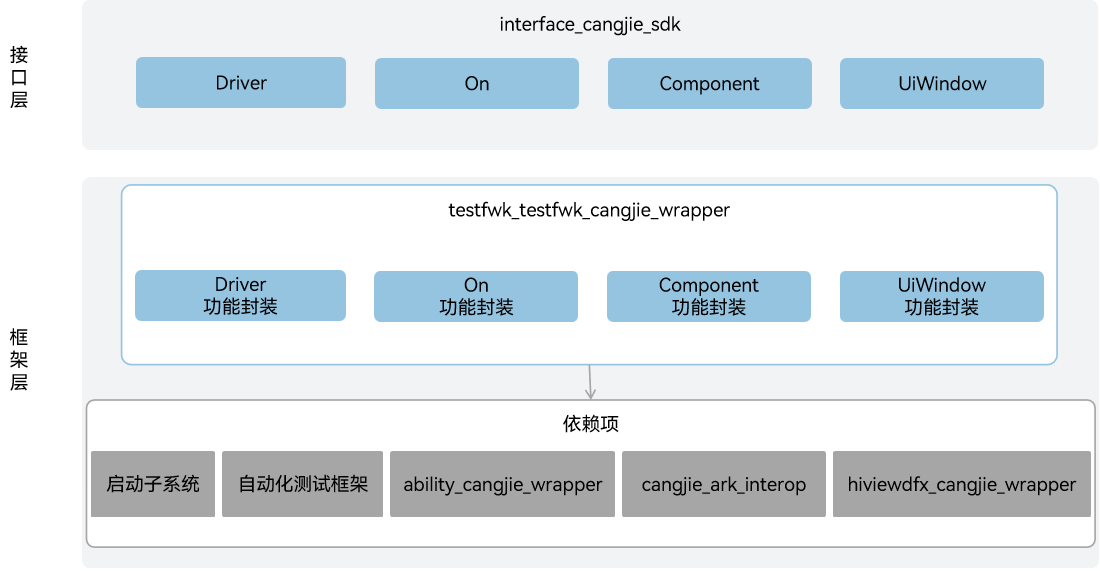 接口层
interface_cangjie_sdk
Driver
On
Component
UiWindow
框架层
testfwk_testfwk_cangjie_wrapper
Driver
功能封装
On
功能封装
Component
功能封装
UiWindow
功能封装
依赖项
启动子系统
自动化测试框架
ability_cangjie_wrapper
cangjie_ark_interop
hiviewdfx_cangjie_wrapper